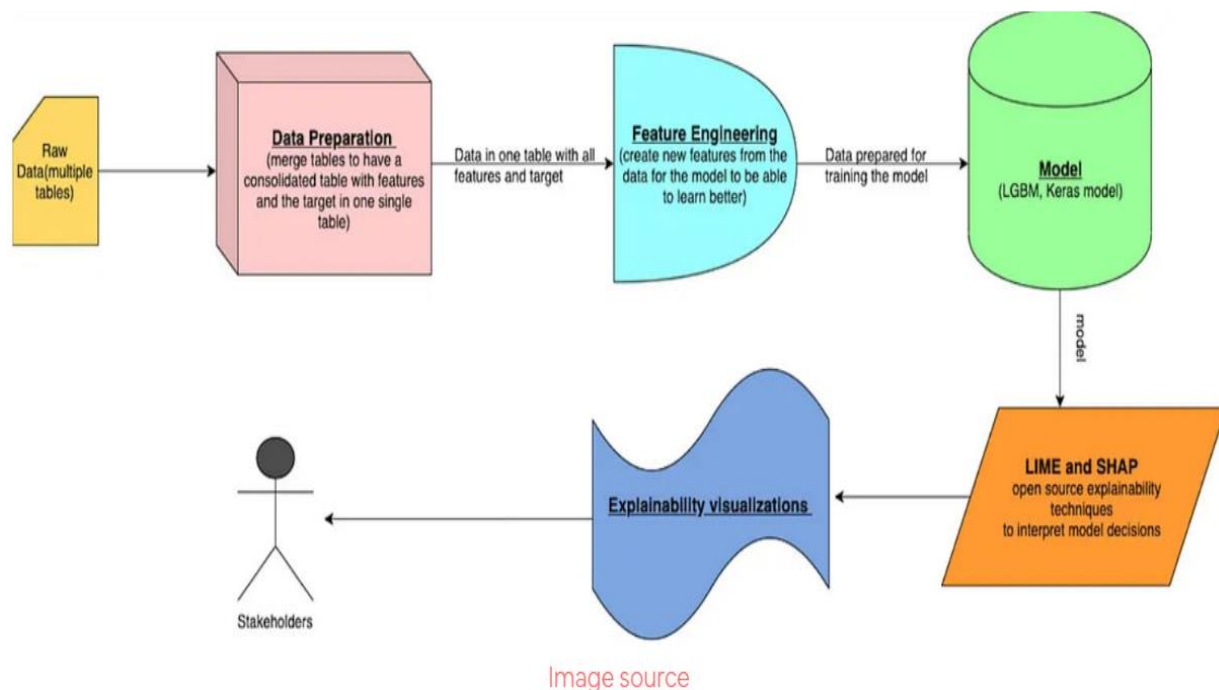 Raw
Data(multiple
tables)
Data Preparation
(merge tables to have a
consolidated table with features
and the target in one single
table)
Data in one table with all
features and target
Feature Engineering
(create new features from the
data for the model to be able
to learn better)
Data prepared for
training the model
Model
(LGBM, Keras model)
model
LIME and SHAP
open source explainability
techniques
to interpret model decisions
Explainability visualizations
Stakeholders
Image source